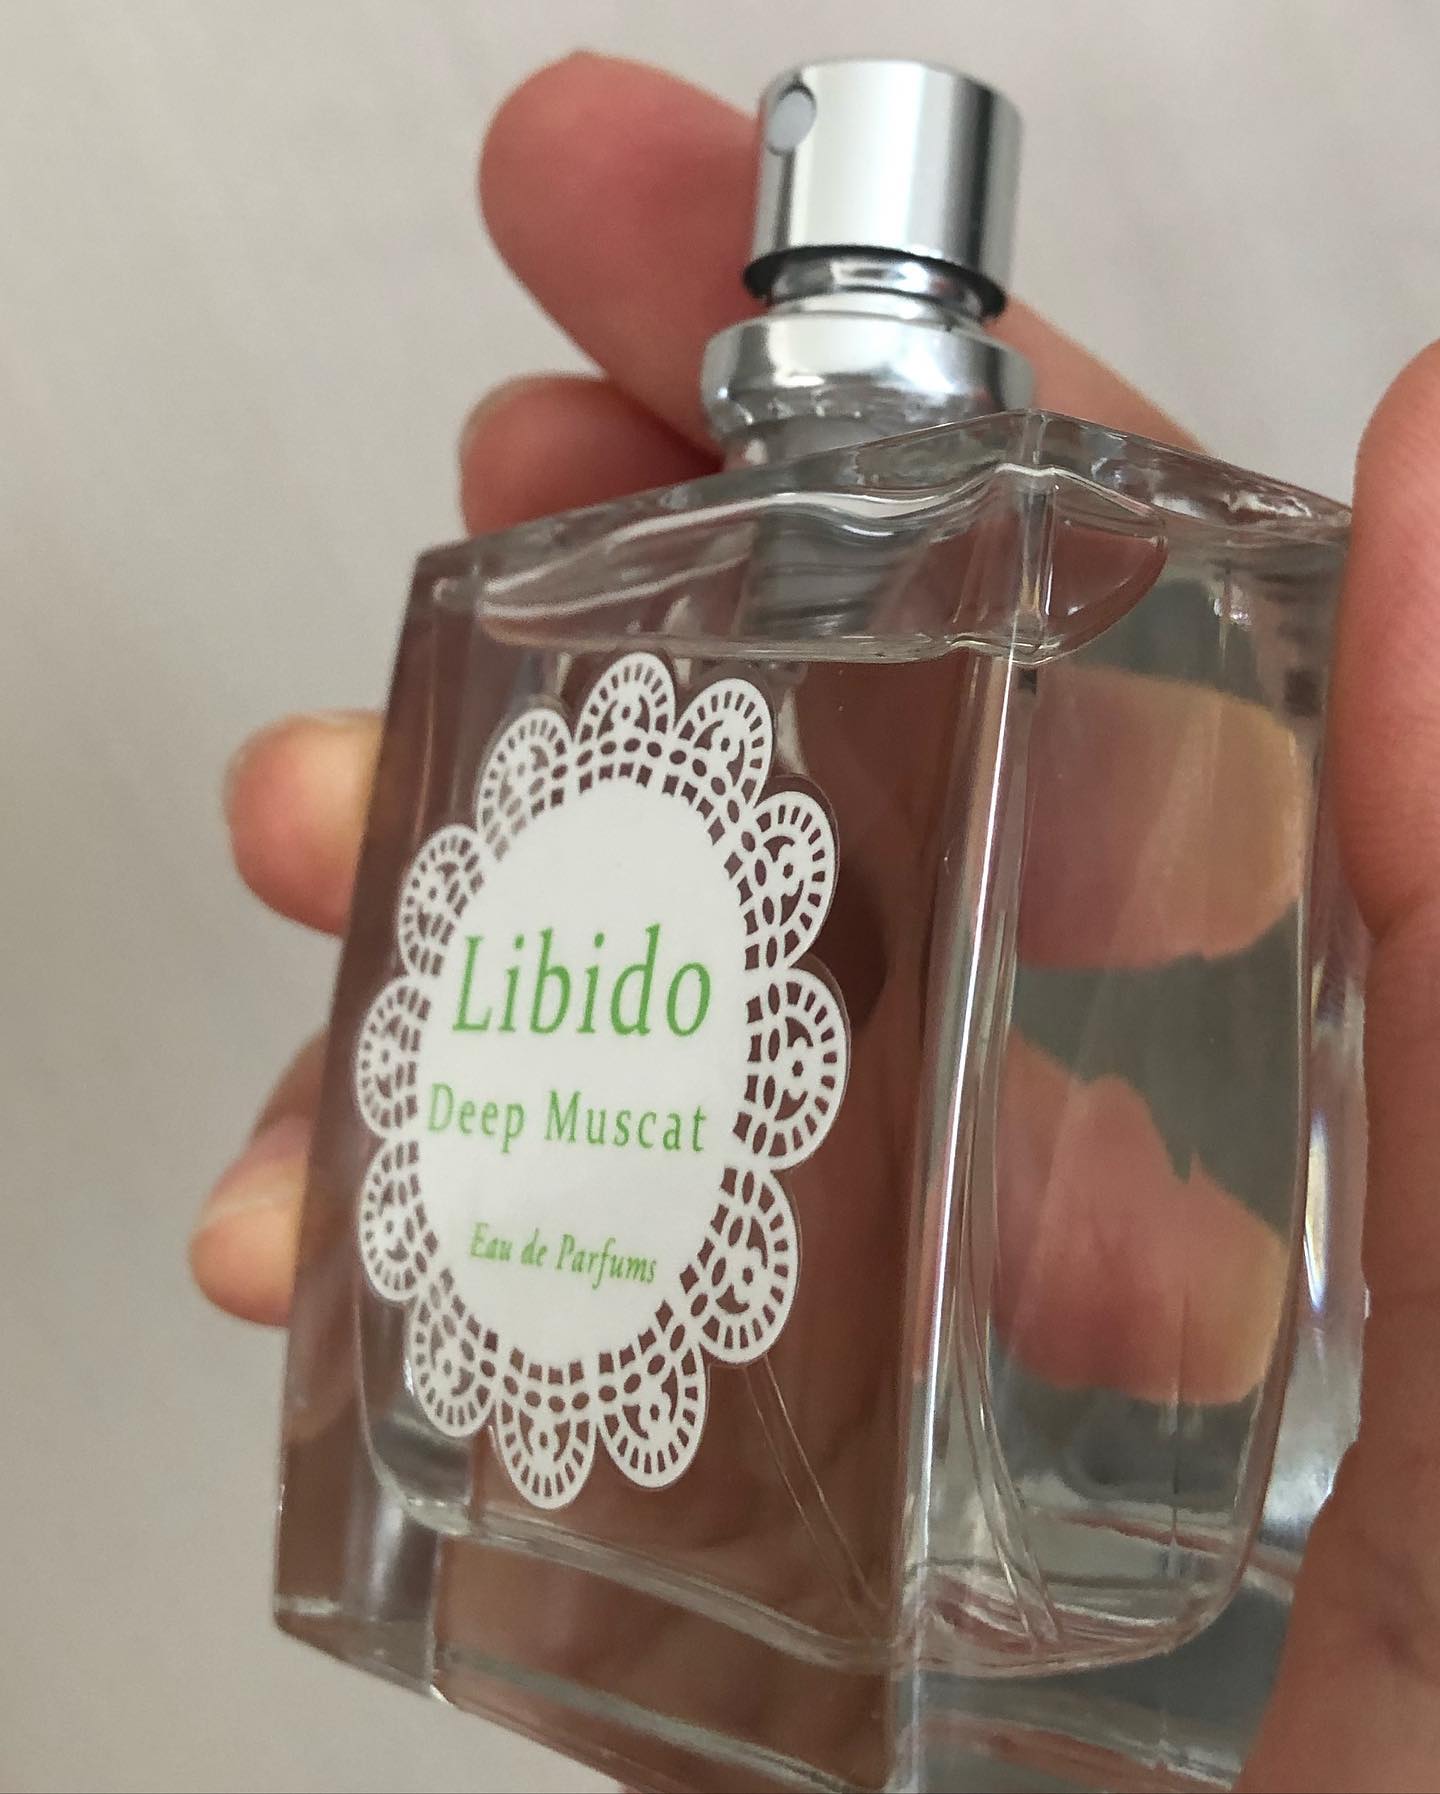 Libido
Deep Muscat
Eau de Parfums